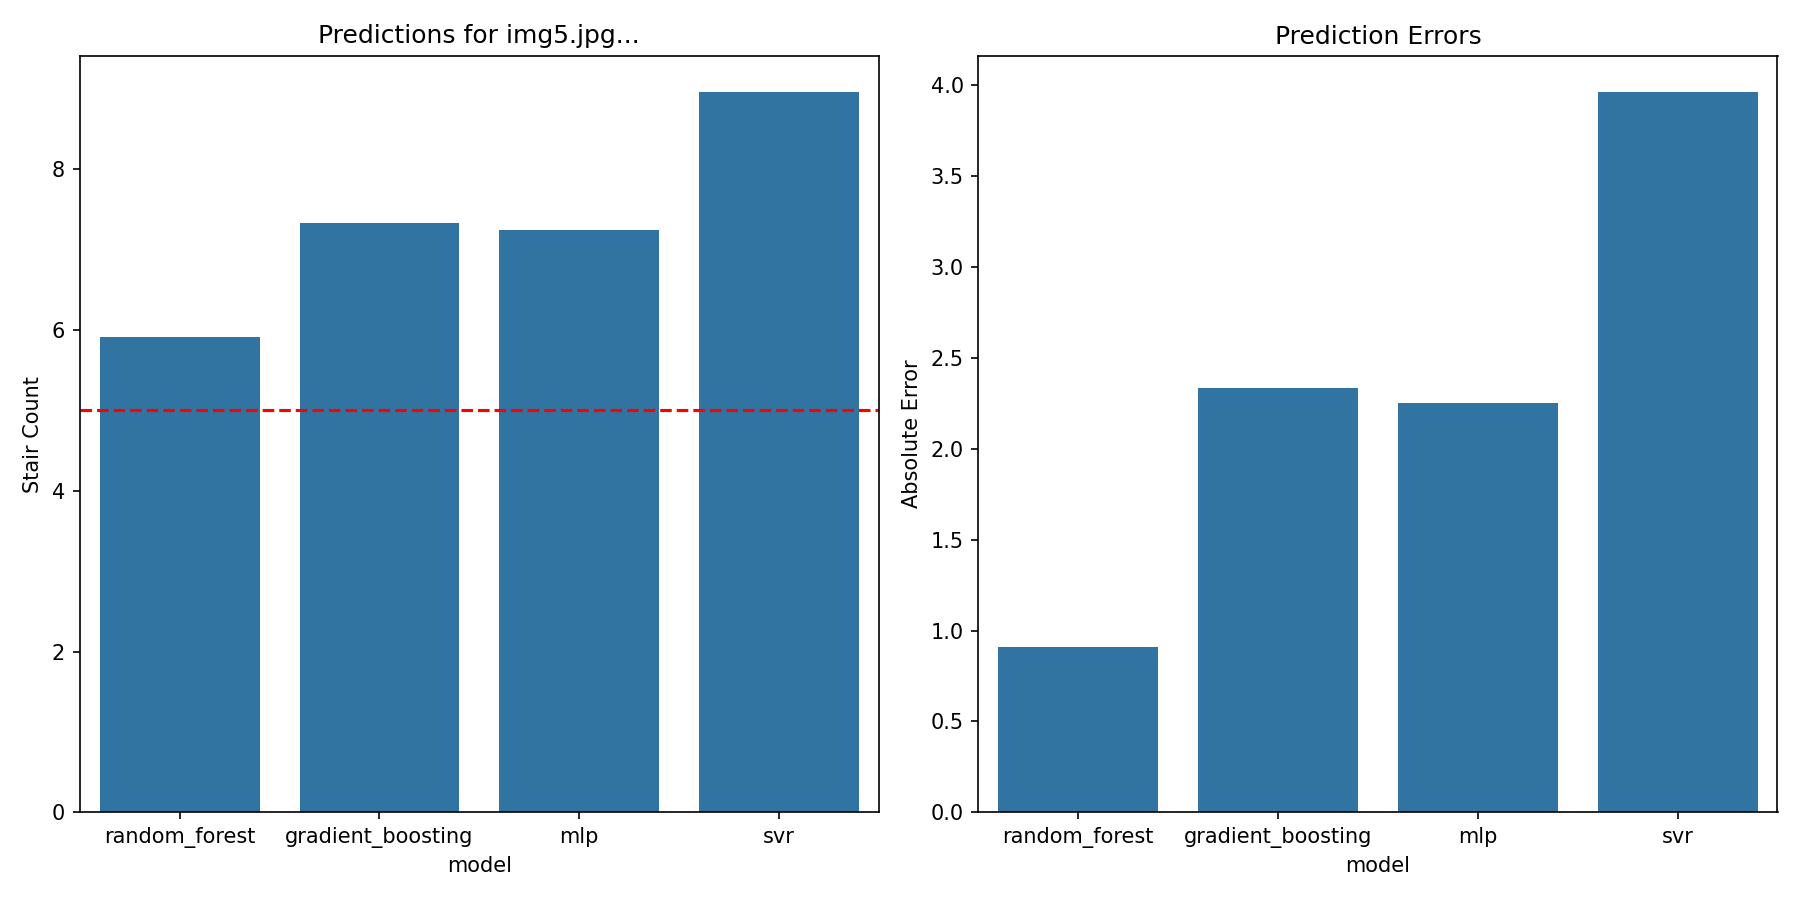 Predictions for img5.jpg...
Stair Count
8
6
4
2
0
random_forest gradient_boosting mlp svr
model
Prediction Errors
Absolute Error
4.0
3.5
3.0
2.5
2.0
1.5
1.0
0.5
0.0
random_forest gradient_boosting mlp svr
model